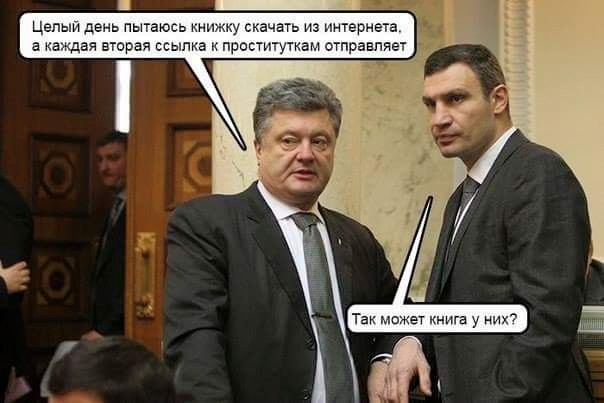 Целый день пытаюсь книжку скачать из интернета,
а каждая вторая ссылка к проституткам отправляет
Так может книга у них?